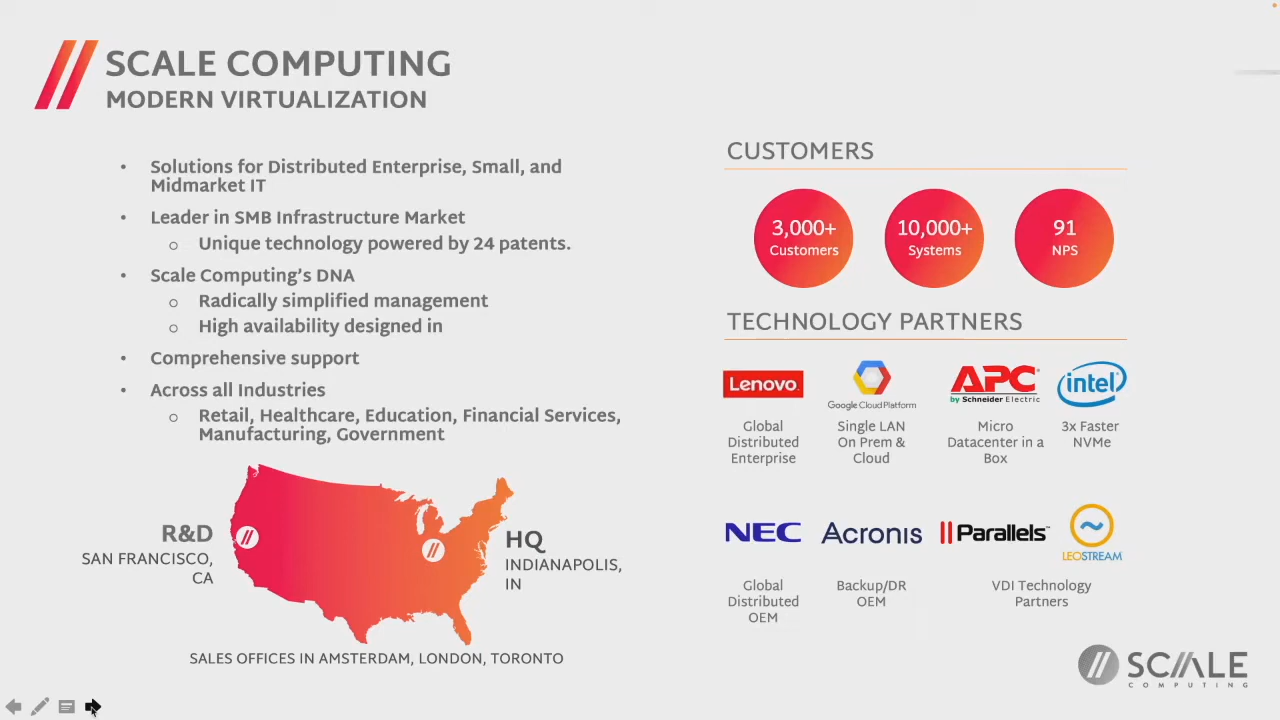 SCALE COMPUTING
MODERN VIRTUALIZATION
• Solutions for Distributed Enterprise, Small, and
Midmarket IT
• Leader in SMB Infrastructure Market
o Unique technology powered by 24 patents.
• Scale Computing’s DNA
o Radically simplified management
o High availability designed in
• Comprehensive support
• Across all Industries
o Retail, Healthcare, Education, Financial Services,
Manufacturing, Government
R&D
SAN FRANCISCO,
CA
HQ
INDIANAPOLIS,
IN
SALES OFFICES IN AMSTERDAM, LONDON, TORONTO
CUSTOMERS
3,000+
Customers
10,000+
Systems
91
NPS
TECHNOLOGY PARTNERS
Lenovo
Global
Distributed
Enterprise
Google Cloud Platform
Single LAN
On Prem &
Cloud
APC
by Schneider Electric
Micro
Datacenter in a
Box
intel
3x Faster
NVMe
NEC
Global
Distributed
OEM
Acronis
Backup/DR
OEM
Parallels™
LEOSTREAM
VDI Technology
Partners
SCALE
COMPUTING